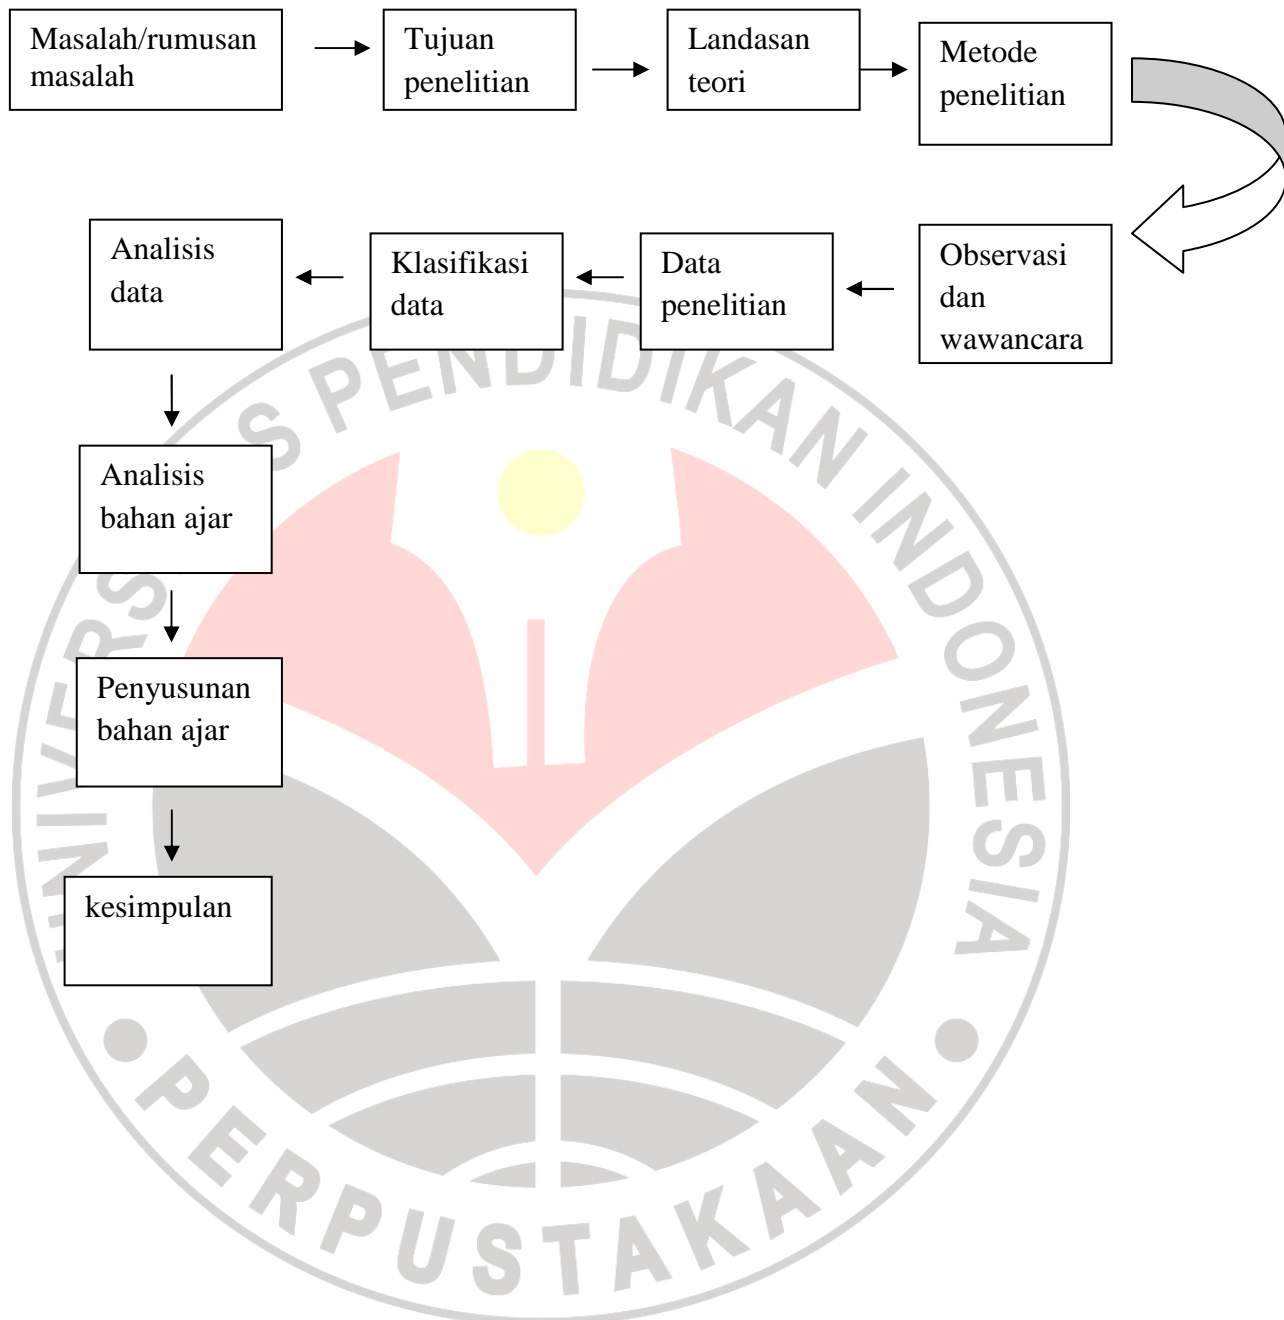 Masalah/rumusan
masalah
Tujuan
penelitian
Landasan
teori
Metode
penelitian
Observasi
dan
wawancara
Data
penelitian
Klasifikasi
data
Analisis
data
Analisis
bahan ajar
Penyusunan
bahan ajar
kesimpulan
PENDIDIKAN INDONESIA
PERPUSTAKAAN